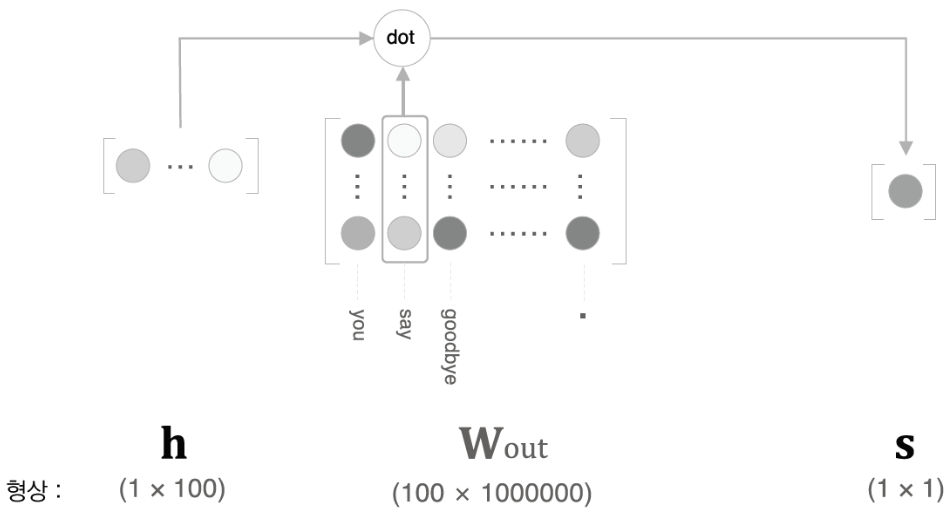 dot
you
say
goodbye
.
h
Wout
s
형상 :
(1 × 100)
(100 × 1000000)
(1 × 1)